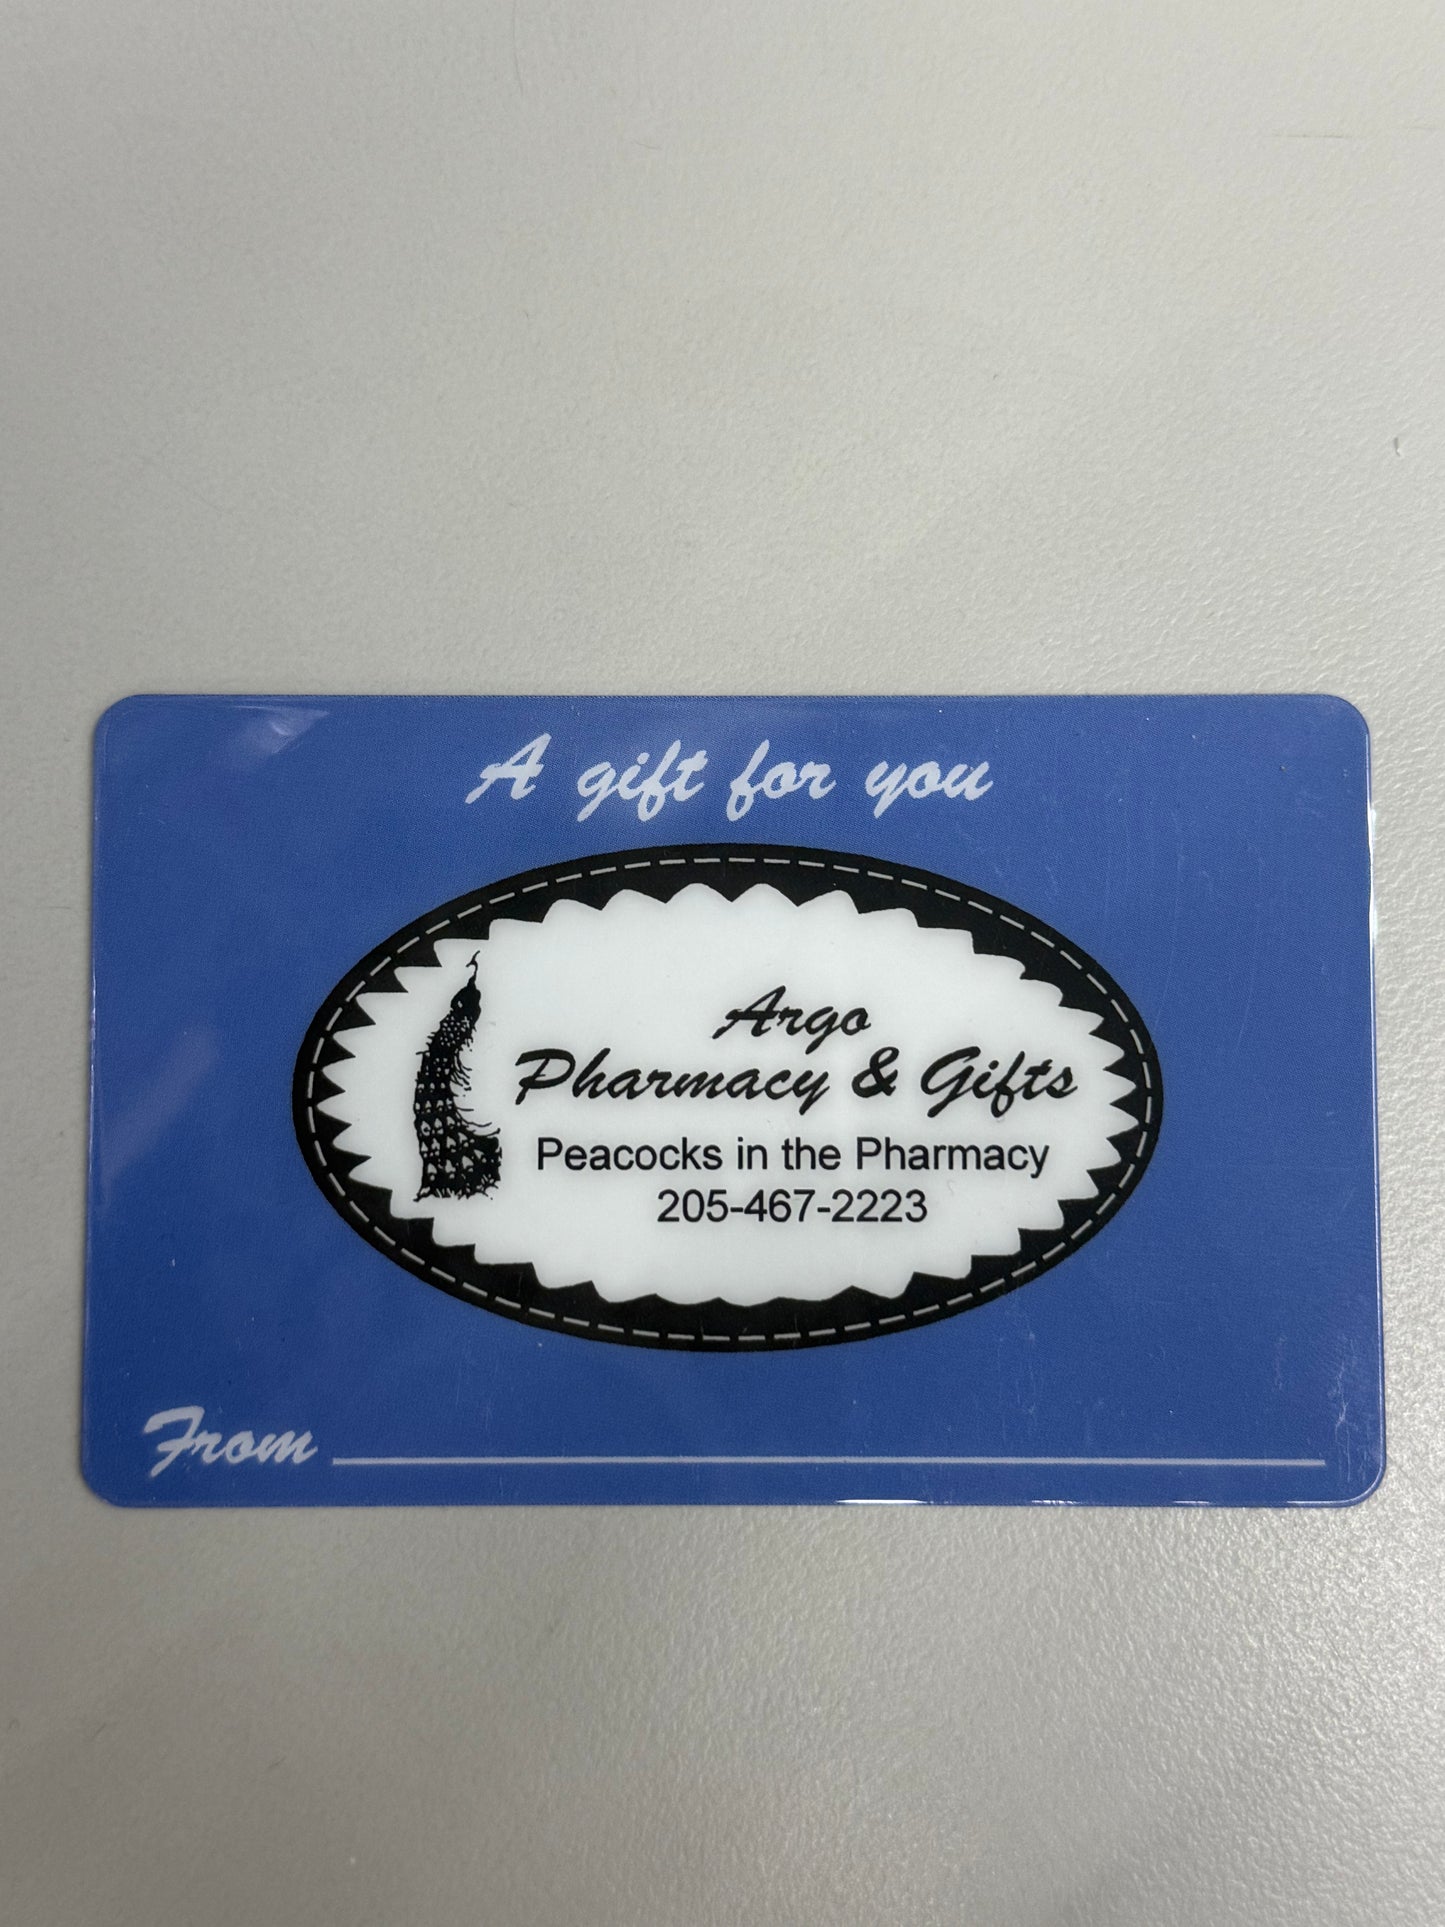 A gift for you
Argo
Pharmacy & Gifts
Peacocks in the Pharmacy
205-467-2223
From